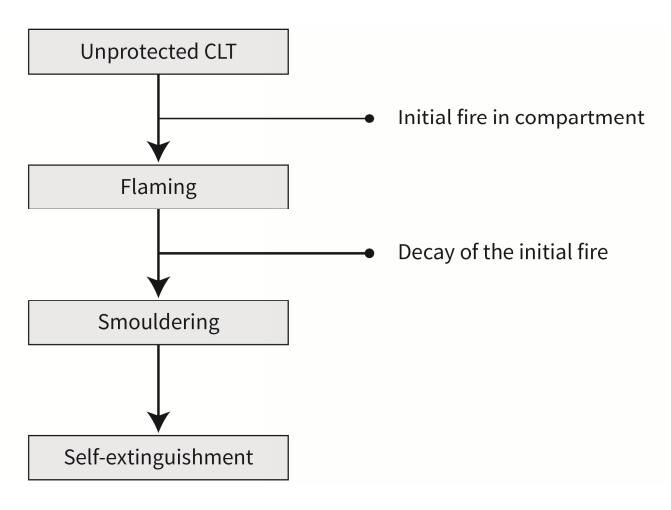 Unprotected CLT
Initial fire in compartment
Flaming
Decay of the initial fire
Smouldering
Self-extinguishment